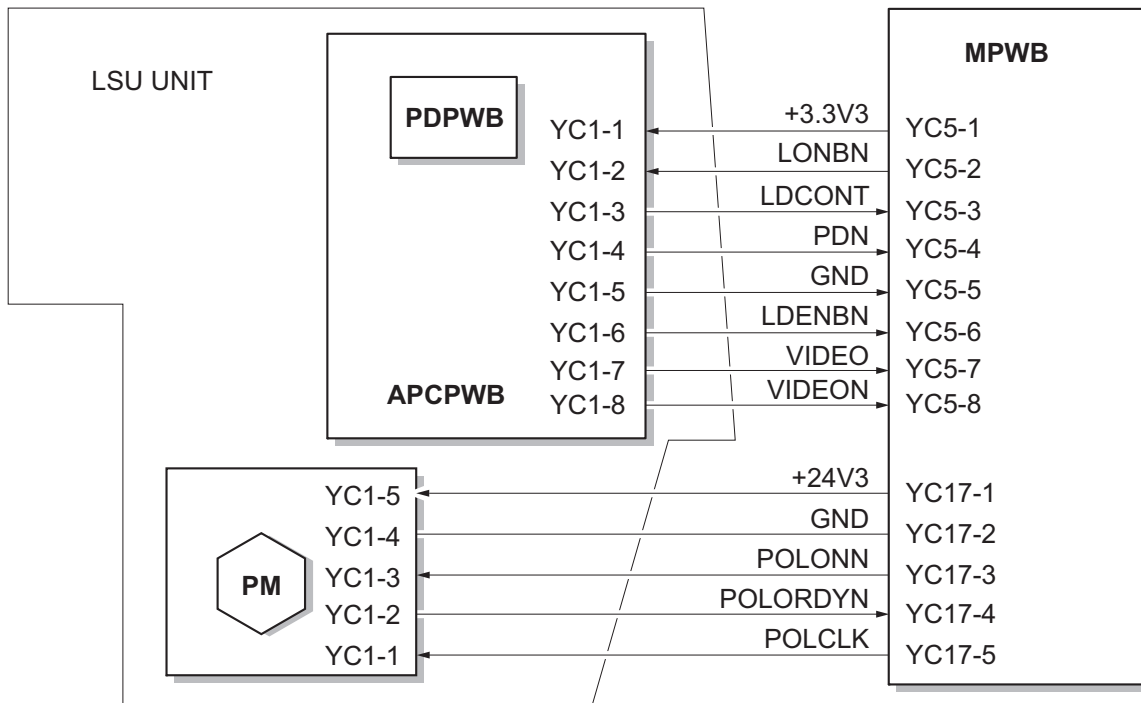 LSU UNIT
PDPWB
APCPWB
YC1-1
YC1-2
YC1-3
YC1-4
YC1-5
YC1-6
YC1-7
YC1-8
+3.3V3
LONBN
LDCONT
PDN
GND
LDENBN
VIDEO
VIDEON
MPWB
YC5-1
YC5-2
YC5-3
YC5-4
YC5-5
YC5-6
YC5-7
YC5-8
PM
YC1-5
YC1-4
YC1-3
YC1-2
YC1-1
+24V3
GND
POLONN
POLORDYN
POLCLK
YC17-1
YC17-2
YC17-3
YC17-4
YC17-5